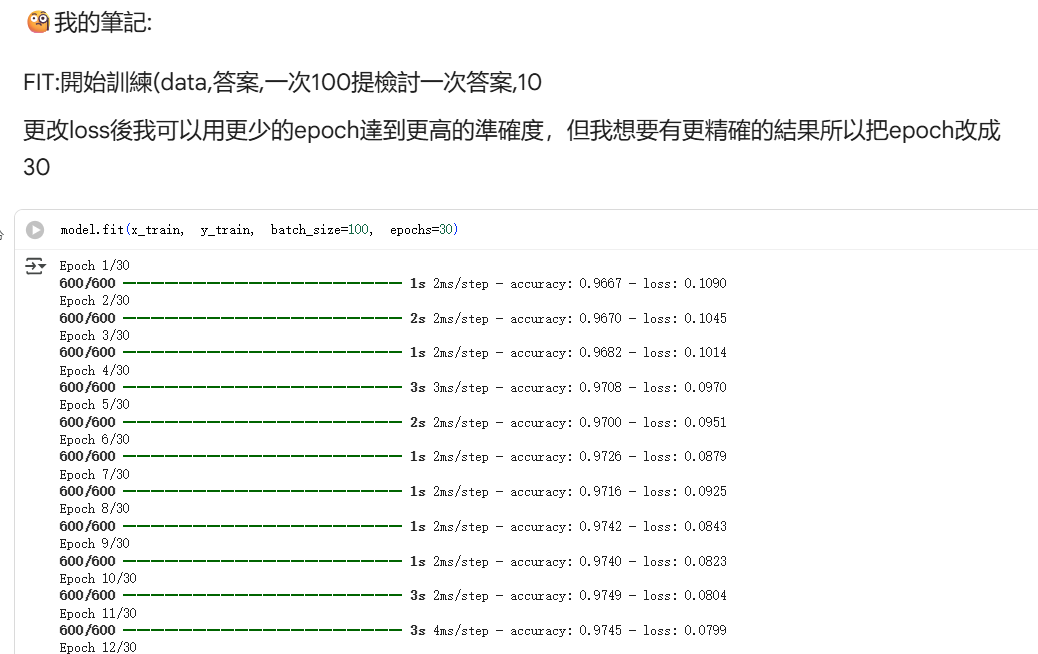 🧐我的筆記:
FIT:開始訓練(data,答案,一次100提檢討一次答案,10
更改loss後我可以用更少的epoch達到更高的準確度，但我想要有更精確的結果所以把epoch改成
30
model.fit(x_train, y_train, batch_size=100, epochs=30)
Epoch 1/30
600/600 ━━━━━━━━━━━━━━━━━━━━ 1s 2ms/step - accuracy: 0.9667 - loss: 0.1090
Epoch 2/30
600/600 ━━━━━━━━━━━━━━━━━━━━ 2s 2ms/step - accuracy: 0.9670 - loss: 0.1045
Epoch 3/30
600/600 ━━━━━━━━━━━━━━━━━━━━ 1s 2ms/step - accuracy: 0.9682 - loss: 0.1014
Epoch 4/30
600/600 ━━━━━━━━━━━━━━━━━━━━ 3s 3ms/step - accuracy: 0.9708 - loss: 0.0970
Epoch 5/30
600/600 ━━━━━━━━━━━━━━━━━━━━ 2s 2ms/step - accuracy: 0.9700 - loss: 0.0951
Epoch 6/30
600/600 ━━━━━━━━━━━━━━━━━━━━ 1s 2ms/step - accuracy: 0.9726 - loss: 0.0879
Epoch 7/30
600/600 ━━━━━━━━━━━━━━━━━━━━ 1s 2ms/step - accuracy: 0.9716 - loss: 0.0925
Epoch 8/30
600/600 ━━━━━━━━━━━━━━━━━━━━ 1s 2ms/step - accuracy: 0.9742 - loss: 0.0843
Epoch 9/30
600/600 ━━━━━━━━━━━━━━━━━━━━ 1s 2ms/step - accuracy: 0.9740 - loss: 0.0823
Epoch 10/30
600/600 ━━━━━━━━━━━━━━━━━━━━ 3s 2ms/step - accuracy: 0.9749 - loss: 0.0804
Epoch 11/30
600/600 ━━━━━━━━━━━━━━━━━━━━ 3s 4ms/step - accuracy: 0.9745 - loss: 0.0799
Epoch 12/30